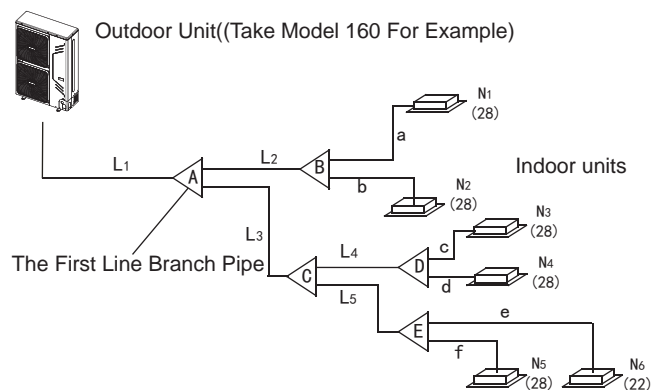 Outdoor Unit((Take Model 160 For Example)
N1
(28)
a
L1
L2
A
B
b
Indoor units
N2
(28)
N3
(28)
L3
L4
c
D
The First Line Branch Pipe
C
d
N4
(28)
L5
e
E
f
N5
(28)
N6
(22)